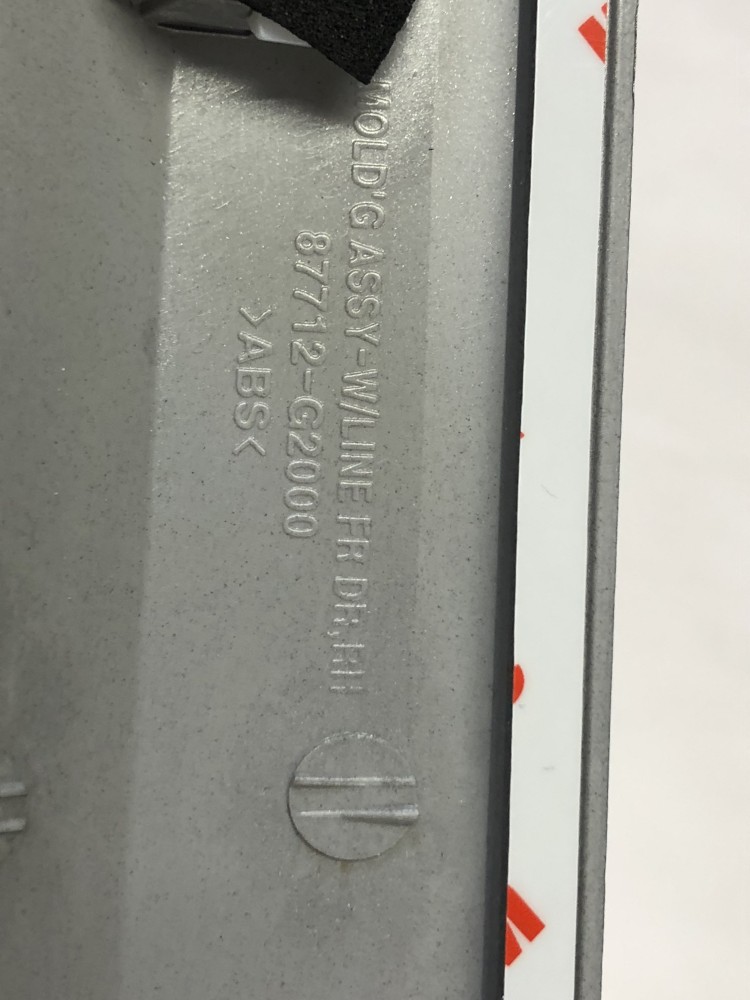 MOLD'G ASSY-W/LINE FR DR,RH
87712-G2000
>ABS<